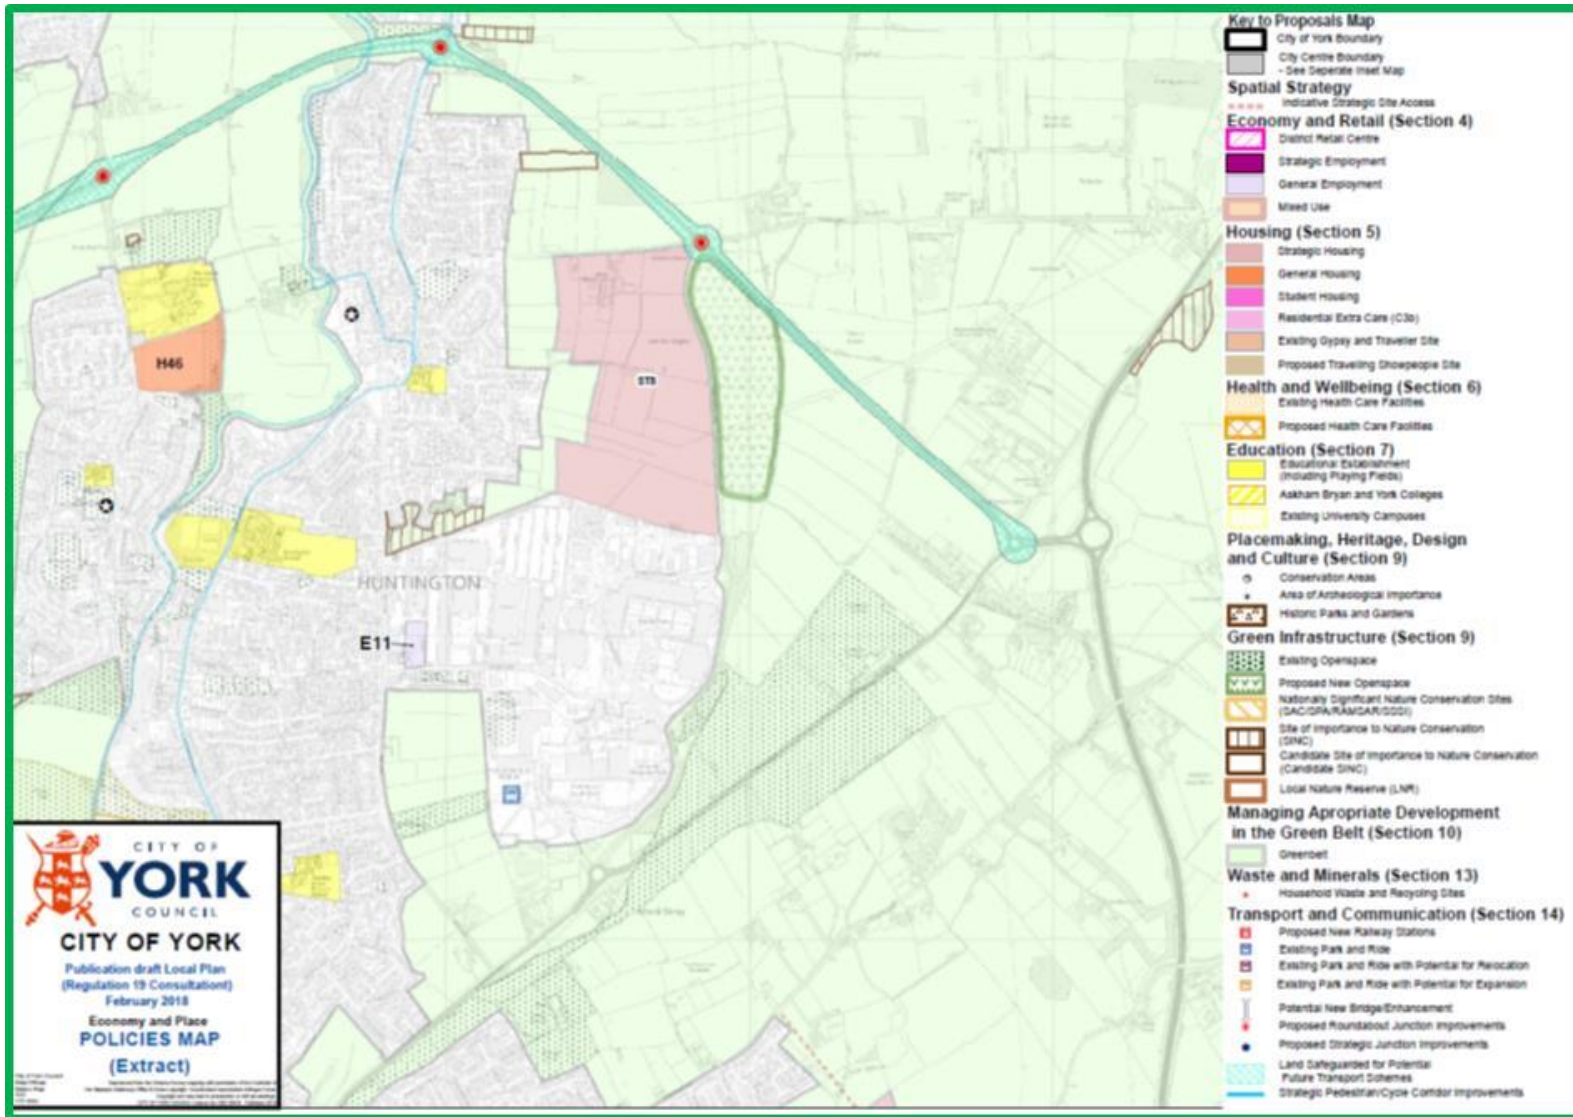 Key to Proposals Map
City of York Boundary
City Centre Boundary
- See Seperate Inset Map
Spatial Strategy
Indicative Strategic Site Access
Economy and Retail (Section 4)
District Retail Centre
Strategic Employment
General Employment
Mixed Use
Housing (Section 5)
Strategic Housing
General Housing
Student Housing
Residential Extra Care (C3b)
Existing Gypsy and Traveller Site
Proposed Travelling Showpeople Site
Health and Wellbeing (Section 6)
Existing Health Care Facilities
Proposed Health Care Facilities
Education (Section 7)
Educational Establishment
(Including Playing Fields)
Askham Bryan and York Colleges
Existing University Campuses
Placemaking, Heritage, Design
and Culture (Section 9)
Conservation Areas
Area of Archeological Importance
Historic Parks and Gardens
Green Infrastructure (Section 9)
Existing Openspace
Proposed New Openspace
Nationally Significant Nature Conservation Sites
(SAC/SPA/RAMSAR/SSSI)
Site of Importance to Nature Conservation
(SINC)
Candidate Site of Importance to Nature Conservation
(Candidate SINC)
Local Nature Reserve (LNR)
Managing Apropriate Development
in the Green Belt (Section 10)
Greenbelt
Waste and Minerals (Section 13)
Household Waste and Recycling Sites
Transport and Communication (Section 14)
Proposed New Railway Stations
Existing Park and Ride
Existing Park and Ride with Potential for Relocation
Existing Park and Ride with Potential for Expansion
Potential New Bridge/Enhancement
Proposed Roundabout Junction Improvements
Proposed Strategic Junction Improvements
Land Safeguarded for Potential
Future Transport Schemes
Strategic Pedestrian/Cycle Corridor Improvements
H46
ST8
HUNTINGTON
E11
CITY OF
YORK
COUNCIL
CITY OF YORK
Publication draft Local Plan
(Regulation 19 Consultation!)
February 2018
Economy and Place
POLICIES MAP
(Extract)